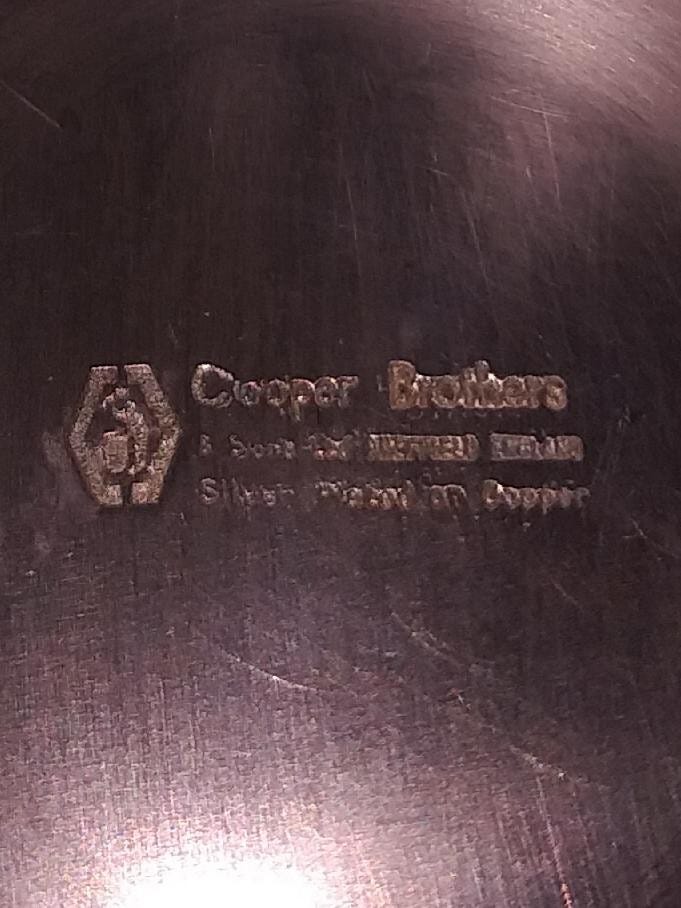 Cooper Brothers
& Sons Ltd SHEFFIELD ENGLAND
Silver Plated on Copper